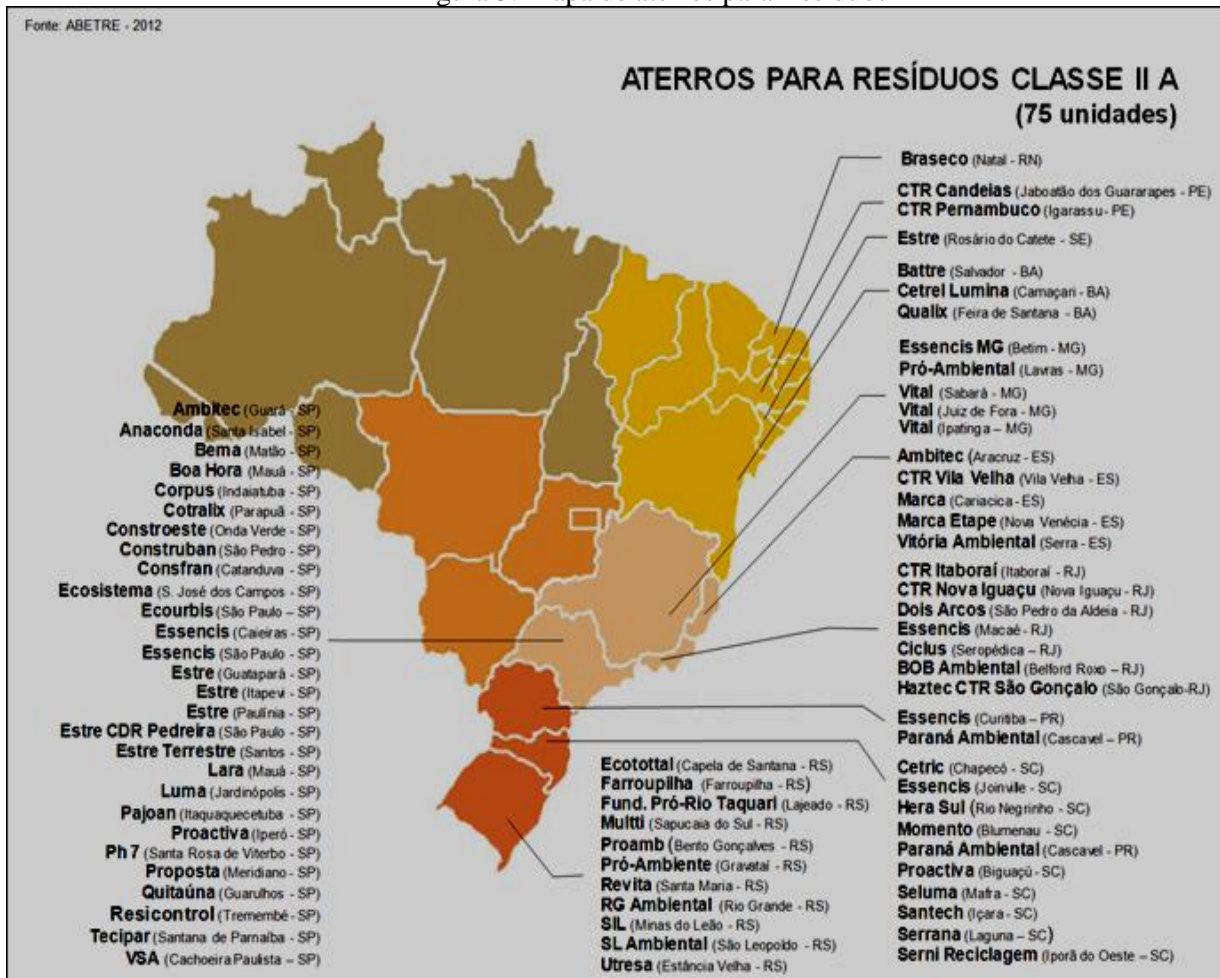 Fonte: ABETRE - 2012
ATERROS PARA RESÍDUOS CLASSE II A
(75 unidades)
Braseco (Natal - RN)
CTR Candeias (Jaboatão dos Guararapes - PE)
CTR Pernambuco (Igarassu- PE)
Estre (Rosário do Catete - SE)
Battre (Salvador - BA)
Cetrel Lumina (Camaçari - BA)
Qualix (Feira de Santana - BA)
Essencis MG (Betim - MG)
Pró-Ambiental (Lavras - MG)
Vital (Sabará - MG)
Vital (Juiz de Fora - MG)
Vital (Ipatinga – MG)
Ambitec (Aracruz - ES)
CTR Vila Velha (Vila Velha - ES)
Marca (Cariacica - ES)
Marca Etape (Nova Venécia - ES)
Vitória Ambiental (Serra - ES)
CTR Itaboraí (Itaboraí - RJ)
CTR Nova Iguaçu (Nova Iguaçu - RJ)
Dois Arcos (São Pedro da Aldeia - RJ)
Essencis (Macaé - RJ)
Ciclus (Seropédica – RJ)
BOB Ambiental (Belford Roxo – RJ)
Haztec CTR São Gonçalo (São Gonçalo-RJ)
Essencis (Curitiba – PR)
Paraná Ambiental (Cascavel – PR)
Cetric (Chapecó - SC)
Essencis (Joinville - SC)
Hera Sul (Rio Negrinho - SC)
Momento (Blumenau - SC)
Paraná Ambiental (Cascavel - PR)
Proactiva (Biguaçú - SC)
Seluma (Mafra - SC)
Santech (Içara - SC)
Serrana (Laguna – SC)
Serni Reciclagem (Iporã do Oeste – SC)
Ambitec (Guará - SP)
Anaconda (Santa Isabel - SP)
Bema (Matão - SP)
Boa Hora (Mauá - SP)
Corpus (Indaiatuba - SP)
Cotralix (Parapuã - SP)
Constroeste (Onda Verde - SP)
Construban (São Pedro - SP)
Consfran (Catanduva - SP)
Ecosistema (S. José dos Campos - SP)
Ecourbis (São Paulo – SP)
Essencis (Caieiras - SP)
Essencis (São Paulo - SP)
Estre (Guatapará - SP)
Estre (Itapevi - SP)
Estre (Paulínia - SP)
Estre CDR Pedreira (São Paulo - SP)
Estre Terrestre (Santos - SP)
Lara (Mauá - SP)
Luma (Jardinópolis - SP)
Pajoan (Itaquaquecetuba - SP)
Proactiva (Iperó - SP)
Ph 7 (Santa Rosa de Viterbo - SP)
Proposta (Meridiano - SP)
Quitaúna (Guarulhos - SP)
Resicontrol (Tremembé - SP)
Tecipar (Santana de Parnaíba - SP)
VSA (Cachoeira Paulista – SP)
Ecotottal (Capela de Santana - RS)
Farroupilha (Farroupilha - RS)
Fund. Pró-Rio Taquari (Lajeado - RS)
Multti (Sapucaia do Sul - RS)
Proamb (Bento Gonçalves - RS)
Pró-Ambiente (Gravataí - RS)
Revita (Santa Maria - RS)
RG Ambiental (Rio Grande - RS)
SIL (Minas do Leão - RS)
SL Ambiental (São Leopoldo - RS)
Utresa (Estância Velha - RS)